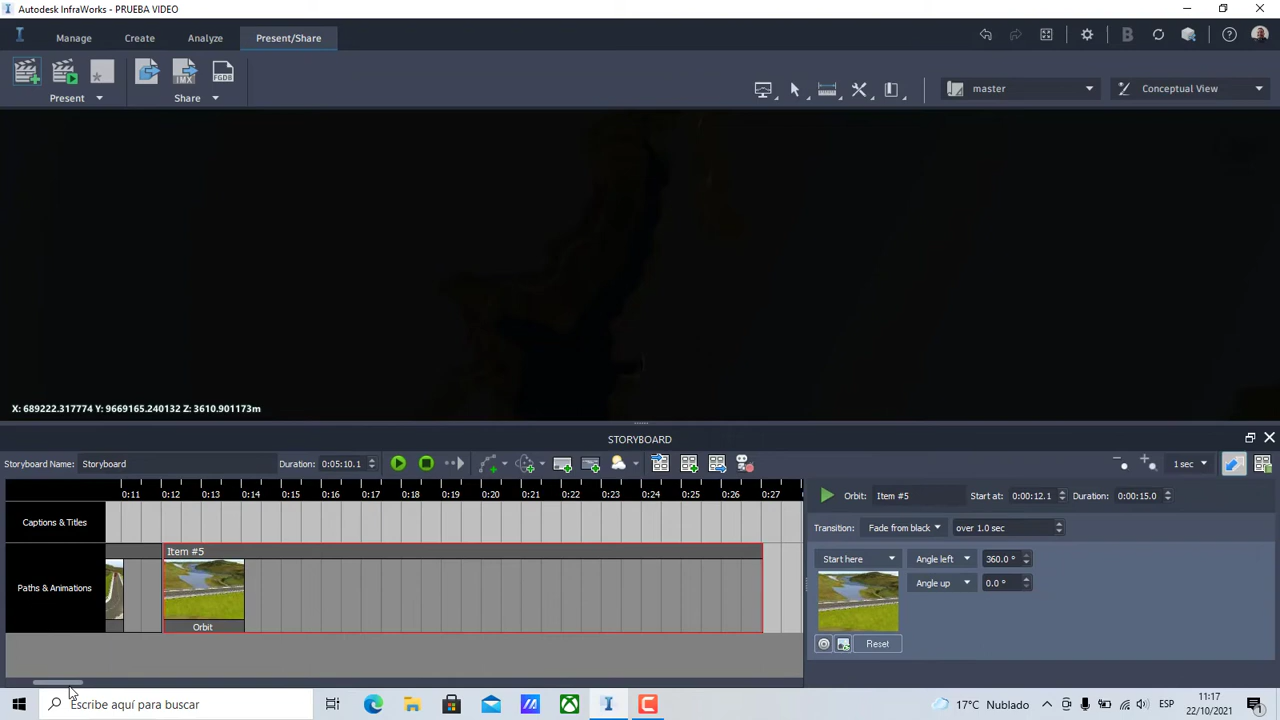 Autodesk InfraWorks - PRUEBA VIDEO
Manage Create Analyze Present/Share
Present Share
IMX FGDB
master Conceptual View
X: 689222.317774 Y: 9669165.240132 Z: 3610.901173m
STORYBOARD
Storyboard Name: Storyboard Duration: 0:05:10.1 1 sec
0:11 0:12 0:13 0:14 0:15 0:16 0:17 0:18 0:19 0:20 0:21 0:22 0:23 0:24 0:25 0:26 0:27
Orbit: Item #5 Start at: 0:00:12.1 Duration: 0:00:15.0
Captions & Titles
Transition: Fade from black over 1.0 sec
Item #5
Start here Angle left 360.0 °
Angle up 0.0 °
Paths & Animations
Orbit
Reset
Escribe aquí para buscar
17°C Nublado ESP 11:17
22/10/2021
1